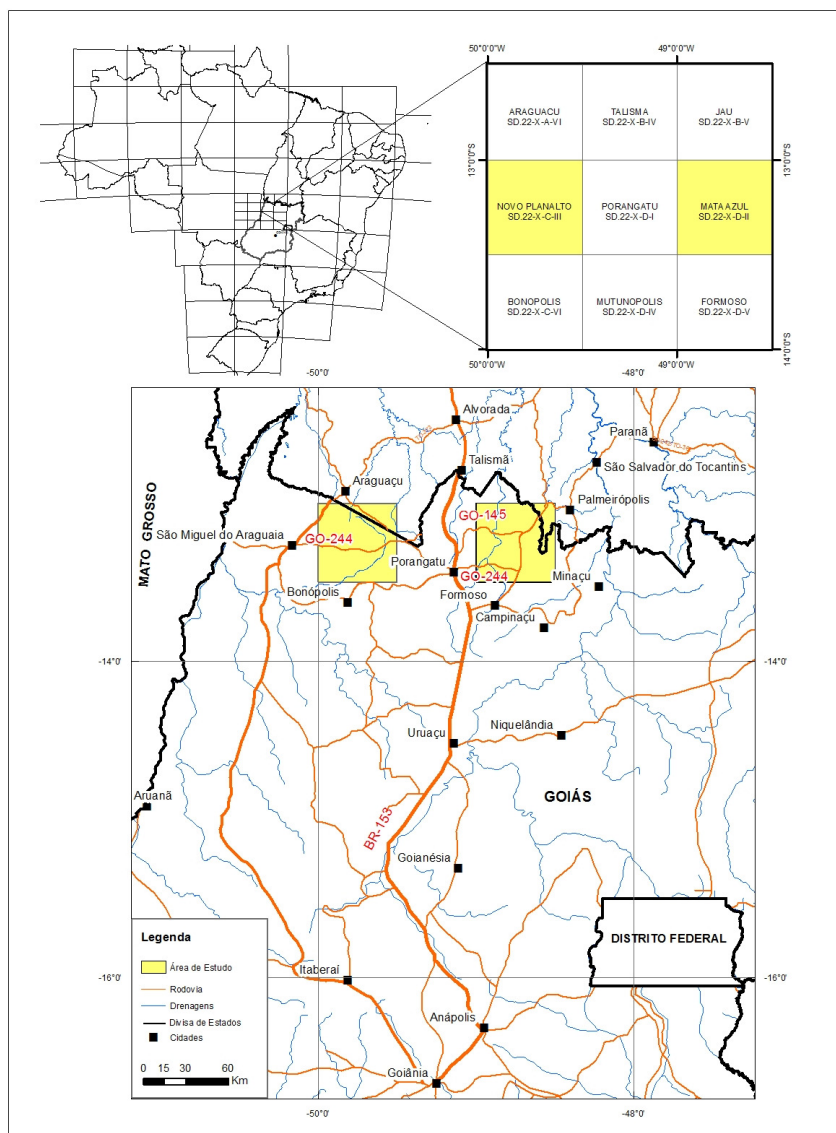 50°0'0"W
49°0'0"W
ARAGUACU
SD.22-X-A-VI
TALISMA
SD.22-X-B-IV
JAU
SD.22-X-B-V
13°0'0"S
13°0'0"S
NOVO PLANALTO
SD.22-X-C-III
PORANGATU
SD.22-X-D-I
MATA AZUL
SD.22-X-D-II
BONOPOLIS
SD.22-X-C-VI
MUTUNOPOLIS
SD.22-X-D-IV
FORMOSO
SD.22-X-D-V
14°0'0"S
50°0'0"W
49°0'0"W
-50°0'
-48°0'
Alvorada
Paranã
Talismã
São Salvador do Tocantins
Araguaçu
Palmeirópolis
MATO GROSSO
GO-145
São Miguel do Araguaia
GO-244
Porangatu
GO-244
Minaçu
Bonópolis
Formoso
Campinaçu
-14°0'
-14°0'
Niquelândia
Uruaçu
Aruanã
GOIÁS
BR-153
Goianésia
DISTRITO FEDERAL
Legenda
Área de Estudo
Rodovia
Drenagens
Divisa de Estados
Cidades
0 15 30 60
Km
Itaberaí
-16°0'
-16°0'
Anápolis
Goiânia
-50°0'
-48°0'